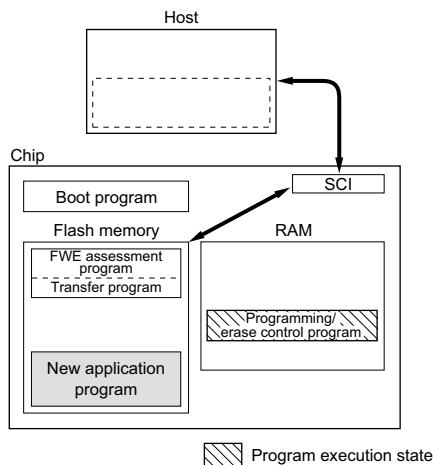 Host
Chip
SCI
Boot program
Flash memory
RAM
FWE assessment
program
Transfer program
Programming/
erase control program
New application
program
Program execution state